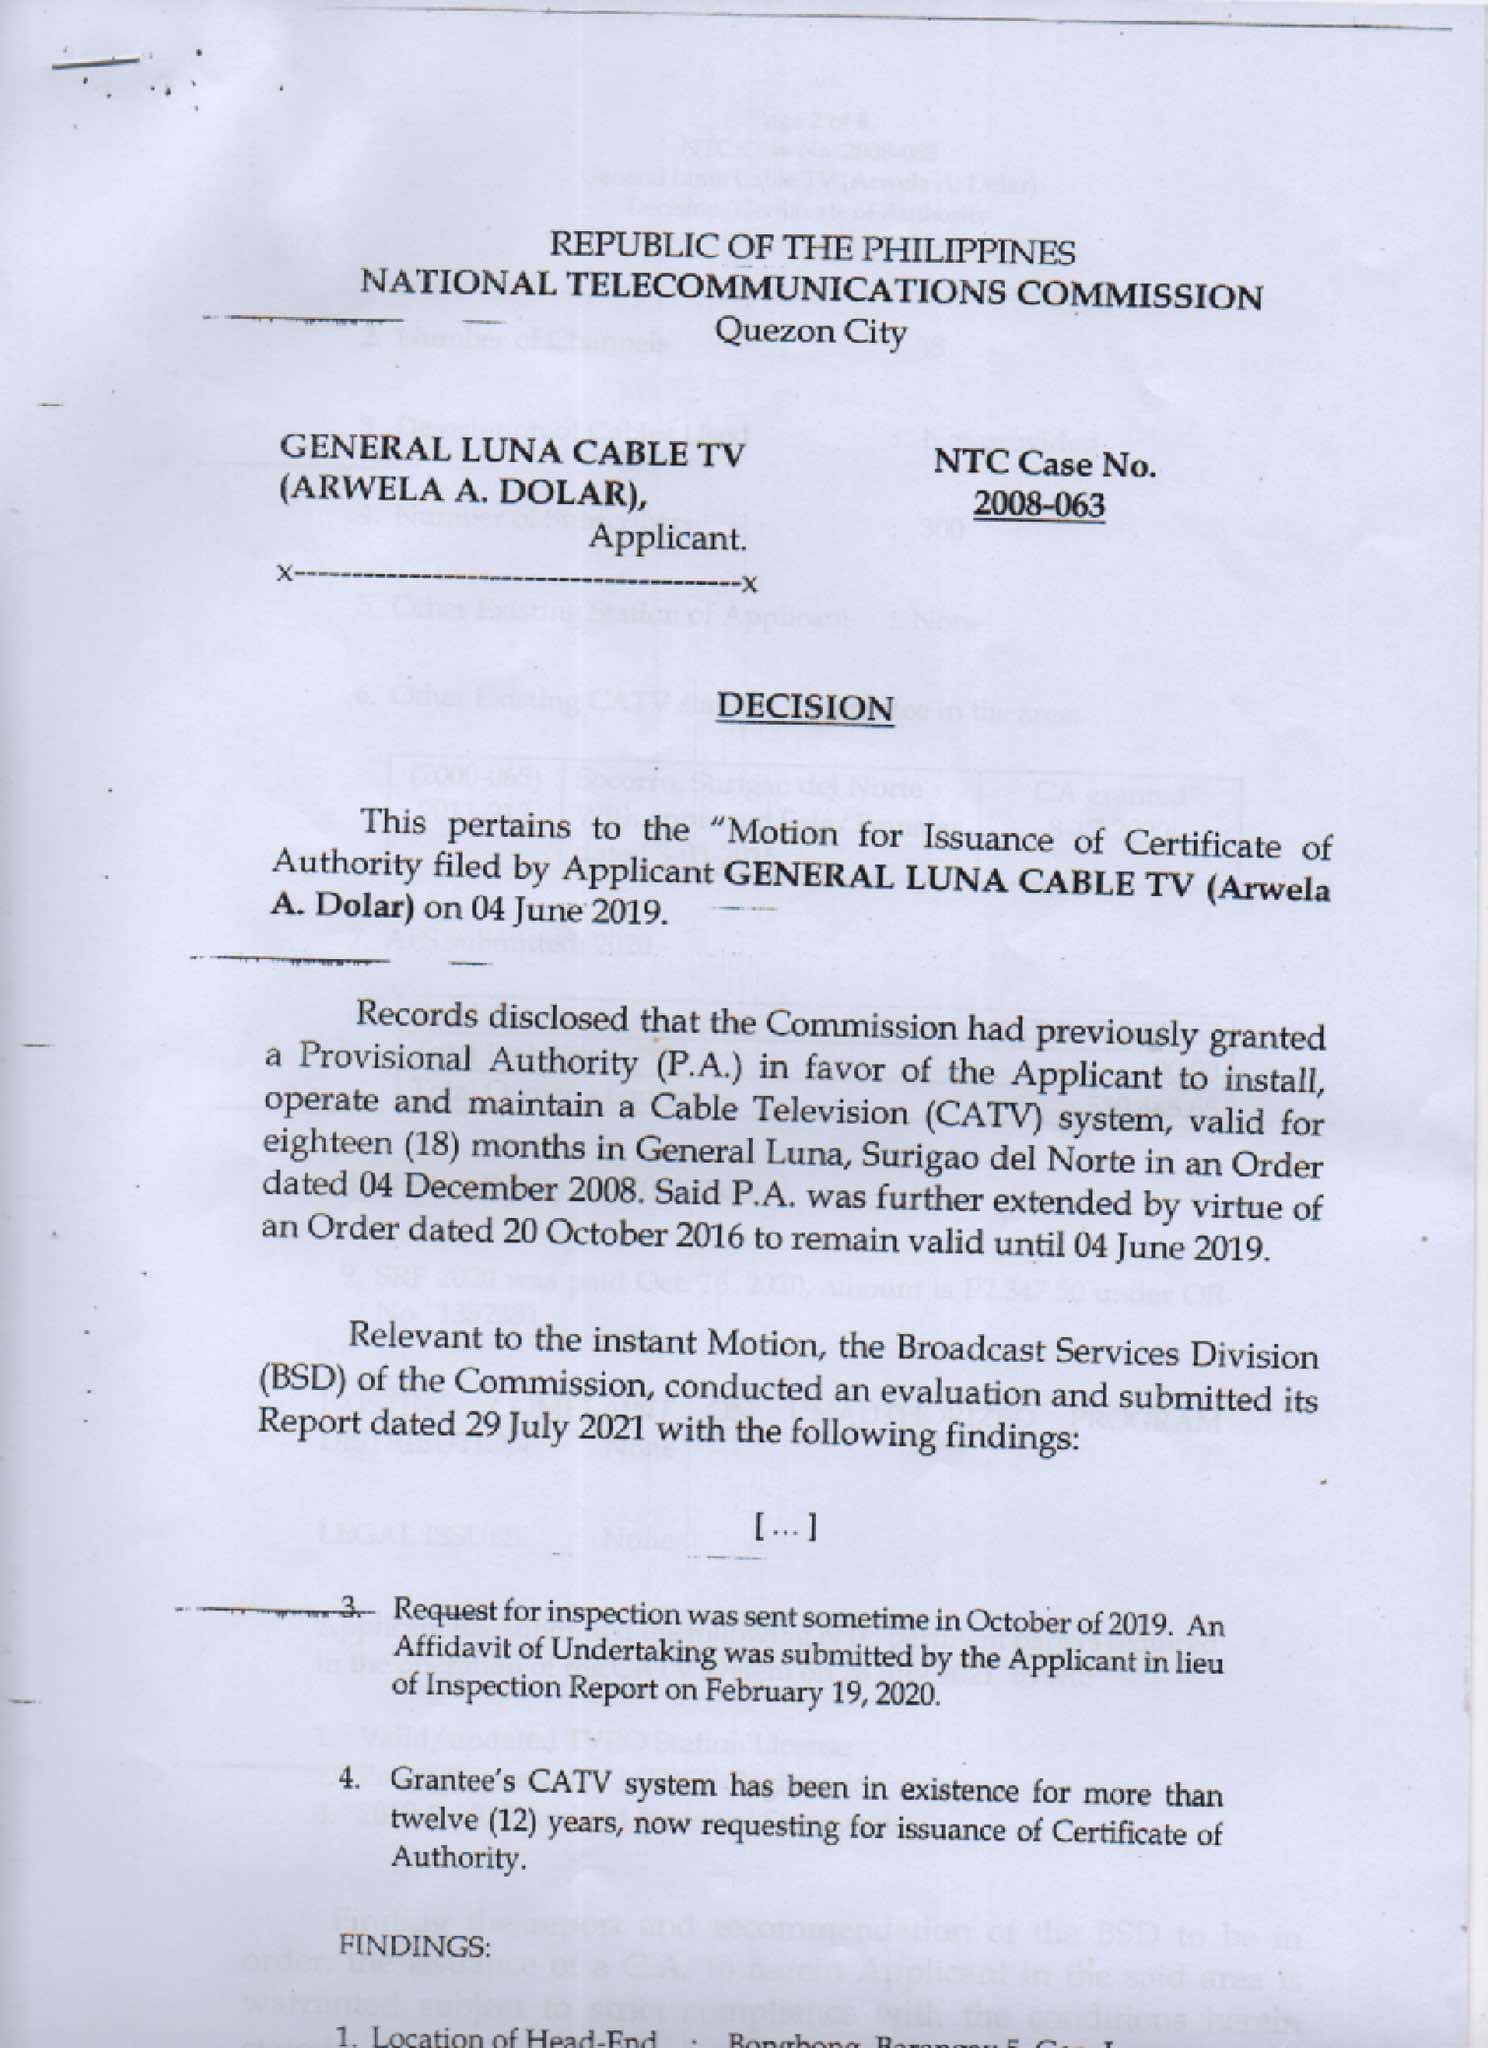 REPUBLIC OF THE PHILIPPINES
NATIONAL TELECOMMUNICATIONS COMMISSION
Quezon City
GENERAL LUNA CABLE TV
(ARWELA A. DOLAR),
Applicant.
x---------------------------------------x
NTC Case No.
2008-063
DECISION
This pertains to the “Motion for Issuance of Certificate of
Authority filed by Applicant GENERAL LUNA CABLE TV (Arwela
A. Dolar) on 04 June 2019.
Records disclosed that the Commission had previously granted
a Provisional Authority (P.A.) in favor of the Applicant to install,
operate and maintain a Cable Television (CATV) system, valid for
eighteen (18) months in General Luna, Surigao del Norte in an Order
dated 04 December 2008. Said P.A. was further extended by virtue of
an Order dated 20 October 2016 to remain valid until 04 June 2019.
Relevant to the instant Motion, the Broadcast Services Division
(BSD) of the Commission, conducted an evaluation and submitted its
Report dated 29 July 2021 with the following findings:
[ ... ]
3. Request for inspection was sent sometime in October of 2019. An
Affidavit of Undertaking was submitted by the Applicant in lieu
of Inspection Report on February 19, 2020.
4. Grantee’s CATV system has been in existence for more than
twelve (12) years, now requesting for issuance of Certificate of
Authority.
FINDINGS:
1. Location of Head-End : Barangay 5,